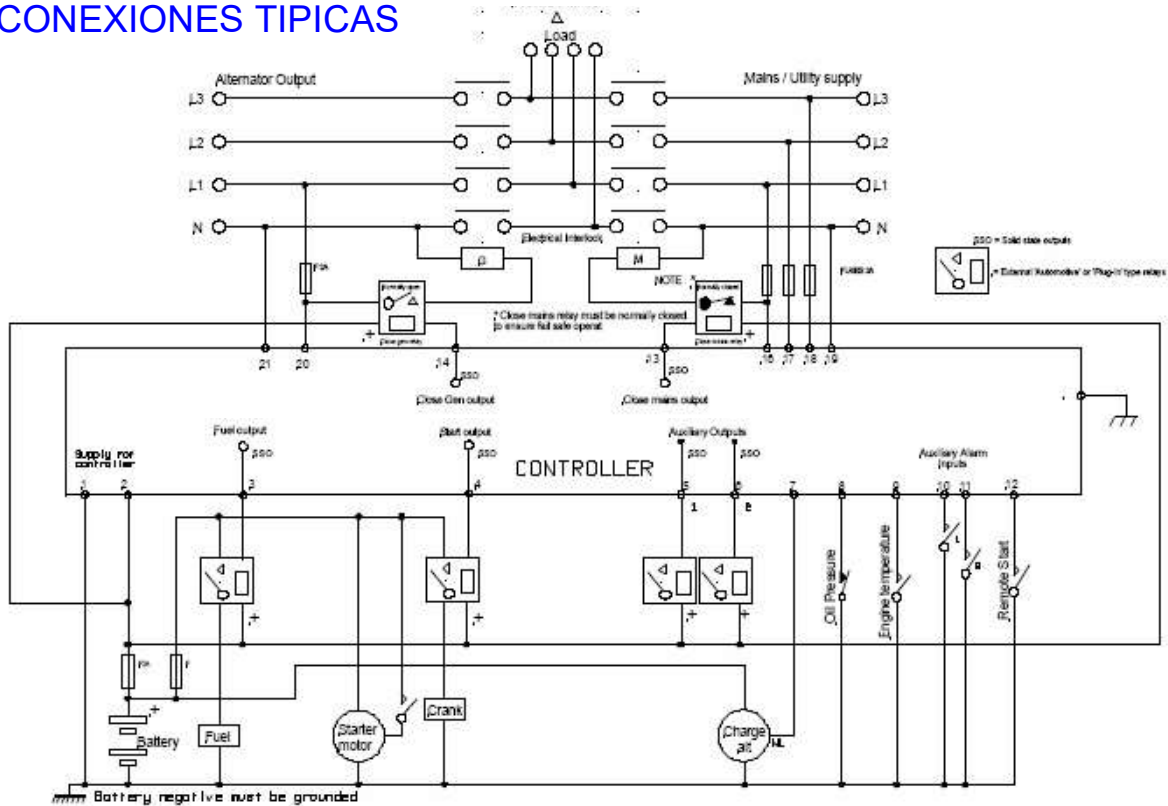 CONEXIONES TIPICAS
Load
Alternator Output
Mains / Utility supply
L3
L3
L2
L2
L1
L1
N
N
Electrical Interlock
SSO = Solid state outputs
= External 'Automotive' or 'Plug-In' type relays
G
M
NOTE
* Close mains relay must be normally closed
to ensure fail safe operat
+
+
21
20
14
13
16
17
18
19
SSO
SSO
Close Gen output
Close mains output
Fuel output
Start output
Auxiliary Outputs
Auxiliary Alarm
Inputs
SSO
SSO
SSO
SSO
Supply for
controller
CONTROLLER
1
2
3
4
5
6
7
8
9
10
11
12
1
Oil Pressure
Engine temperature
Remote Start
+
+
+
+
F
+
Battery
Fuel
Starter
motor
Crank
Charge
alt
WL
Battery negative must be grounded